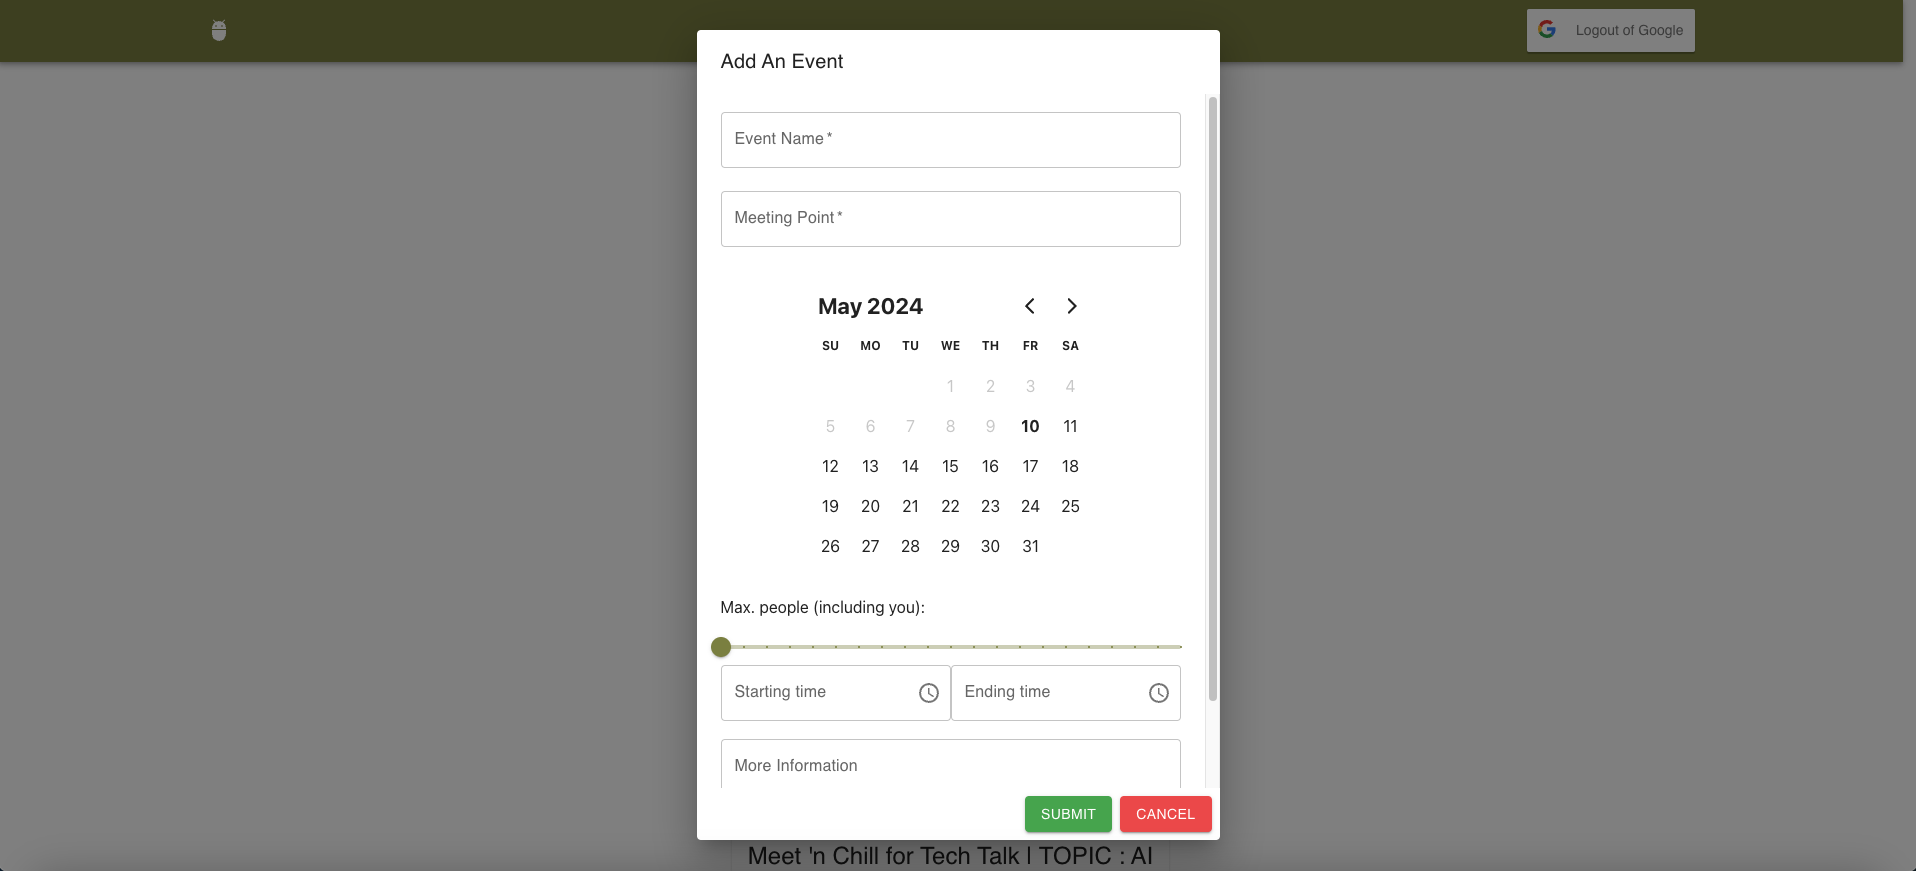 Logout of Google
Add An Event
Event Name *
Meeting Point *
May 2024
SU MO TU WE TH FR SA
1 2 3 4
5 6 7 8 9 10 11
12 13 14 15 16 17 18
19 20 21 22 23 24 25
26 27 28 29 30 31
Max. people (including you):
Starting time Ending time
More Information
SUBMIT CANCEL
Meet 'n Chill for Tech Talk | TOPIC : AI